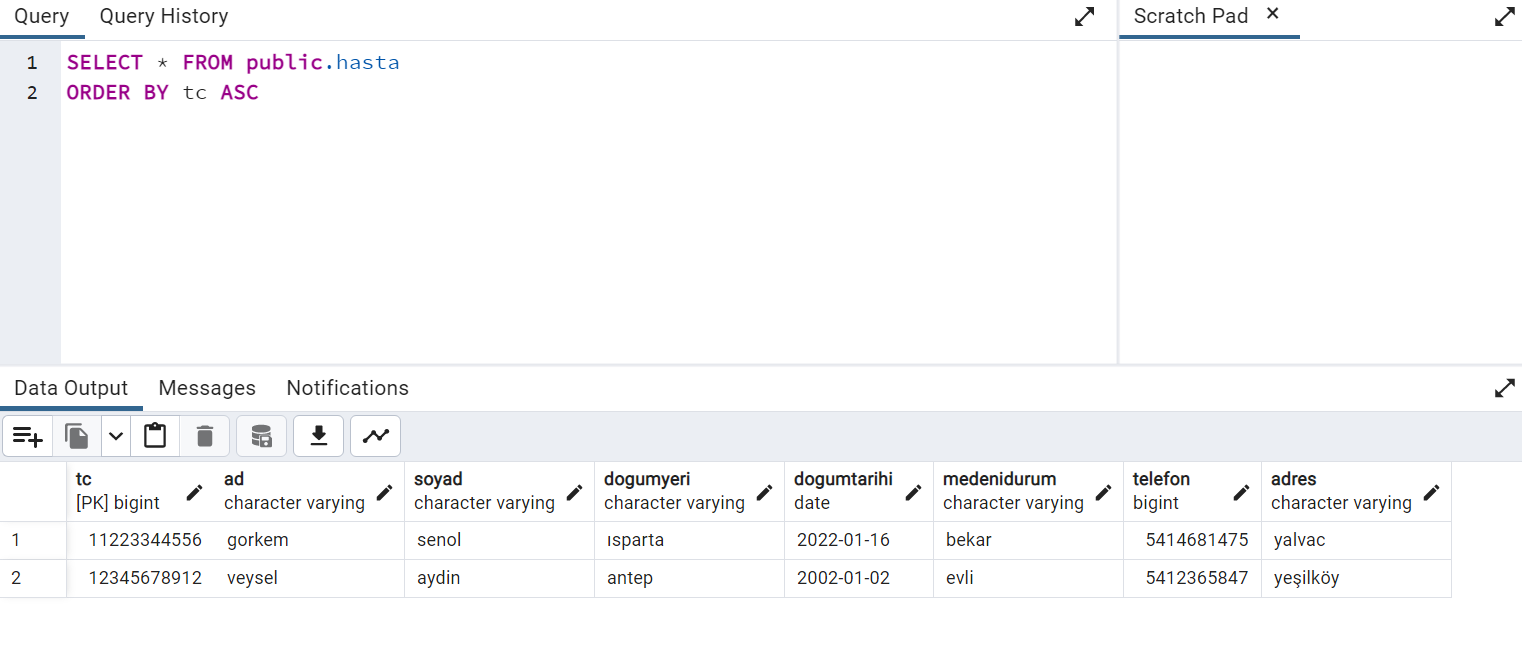 Query Query History Scratch Pad ×
1 SELECT * FROM public.hasta
2 ORDER BY tc ASC
Data Output Messages Notifications
tc ad soyad dogumyeri dogumtarihi medenidurum telefon adres
[PK] bigint character varying character varying character varying date character varying bigint character varying
1 11223344556 gorkem senol ısparta 2022-01-16 bekar 5414681475 yalvac
2 12345678912 veysel aydin antep 2002-01-02 evli 5412365847 yeşilköy